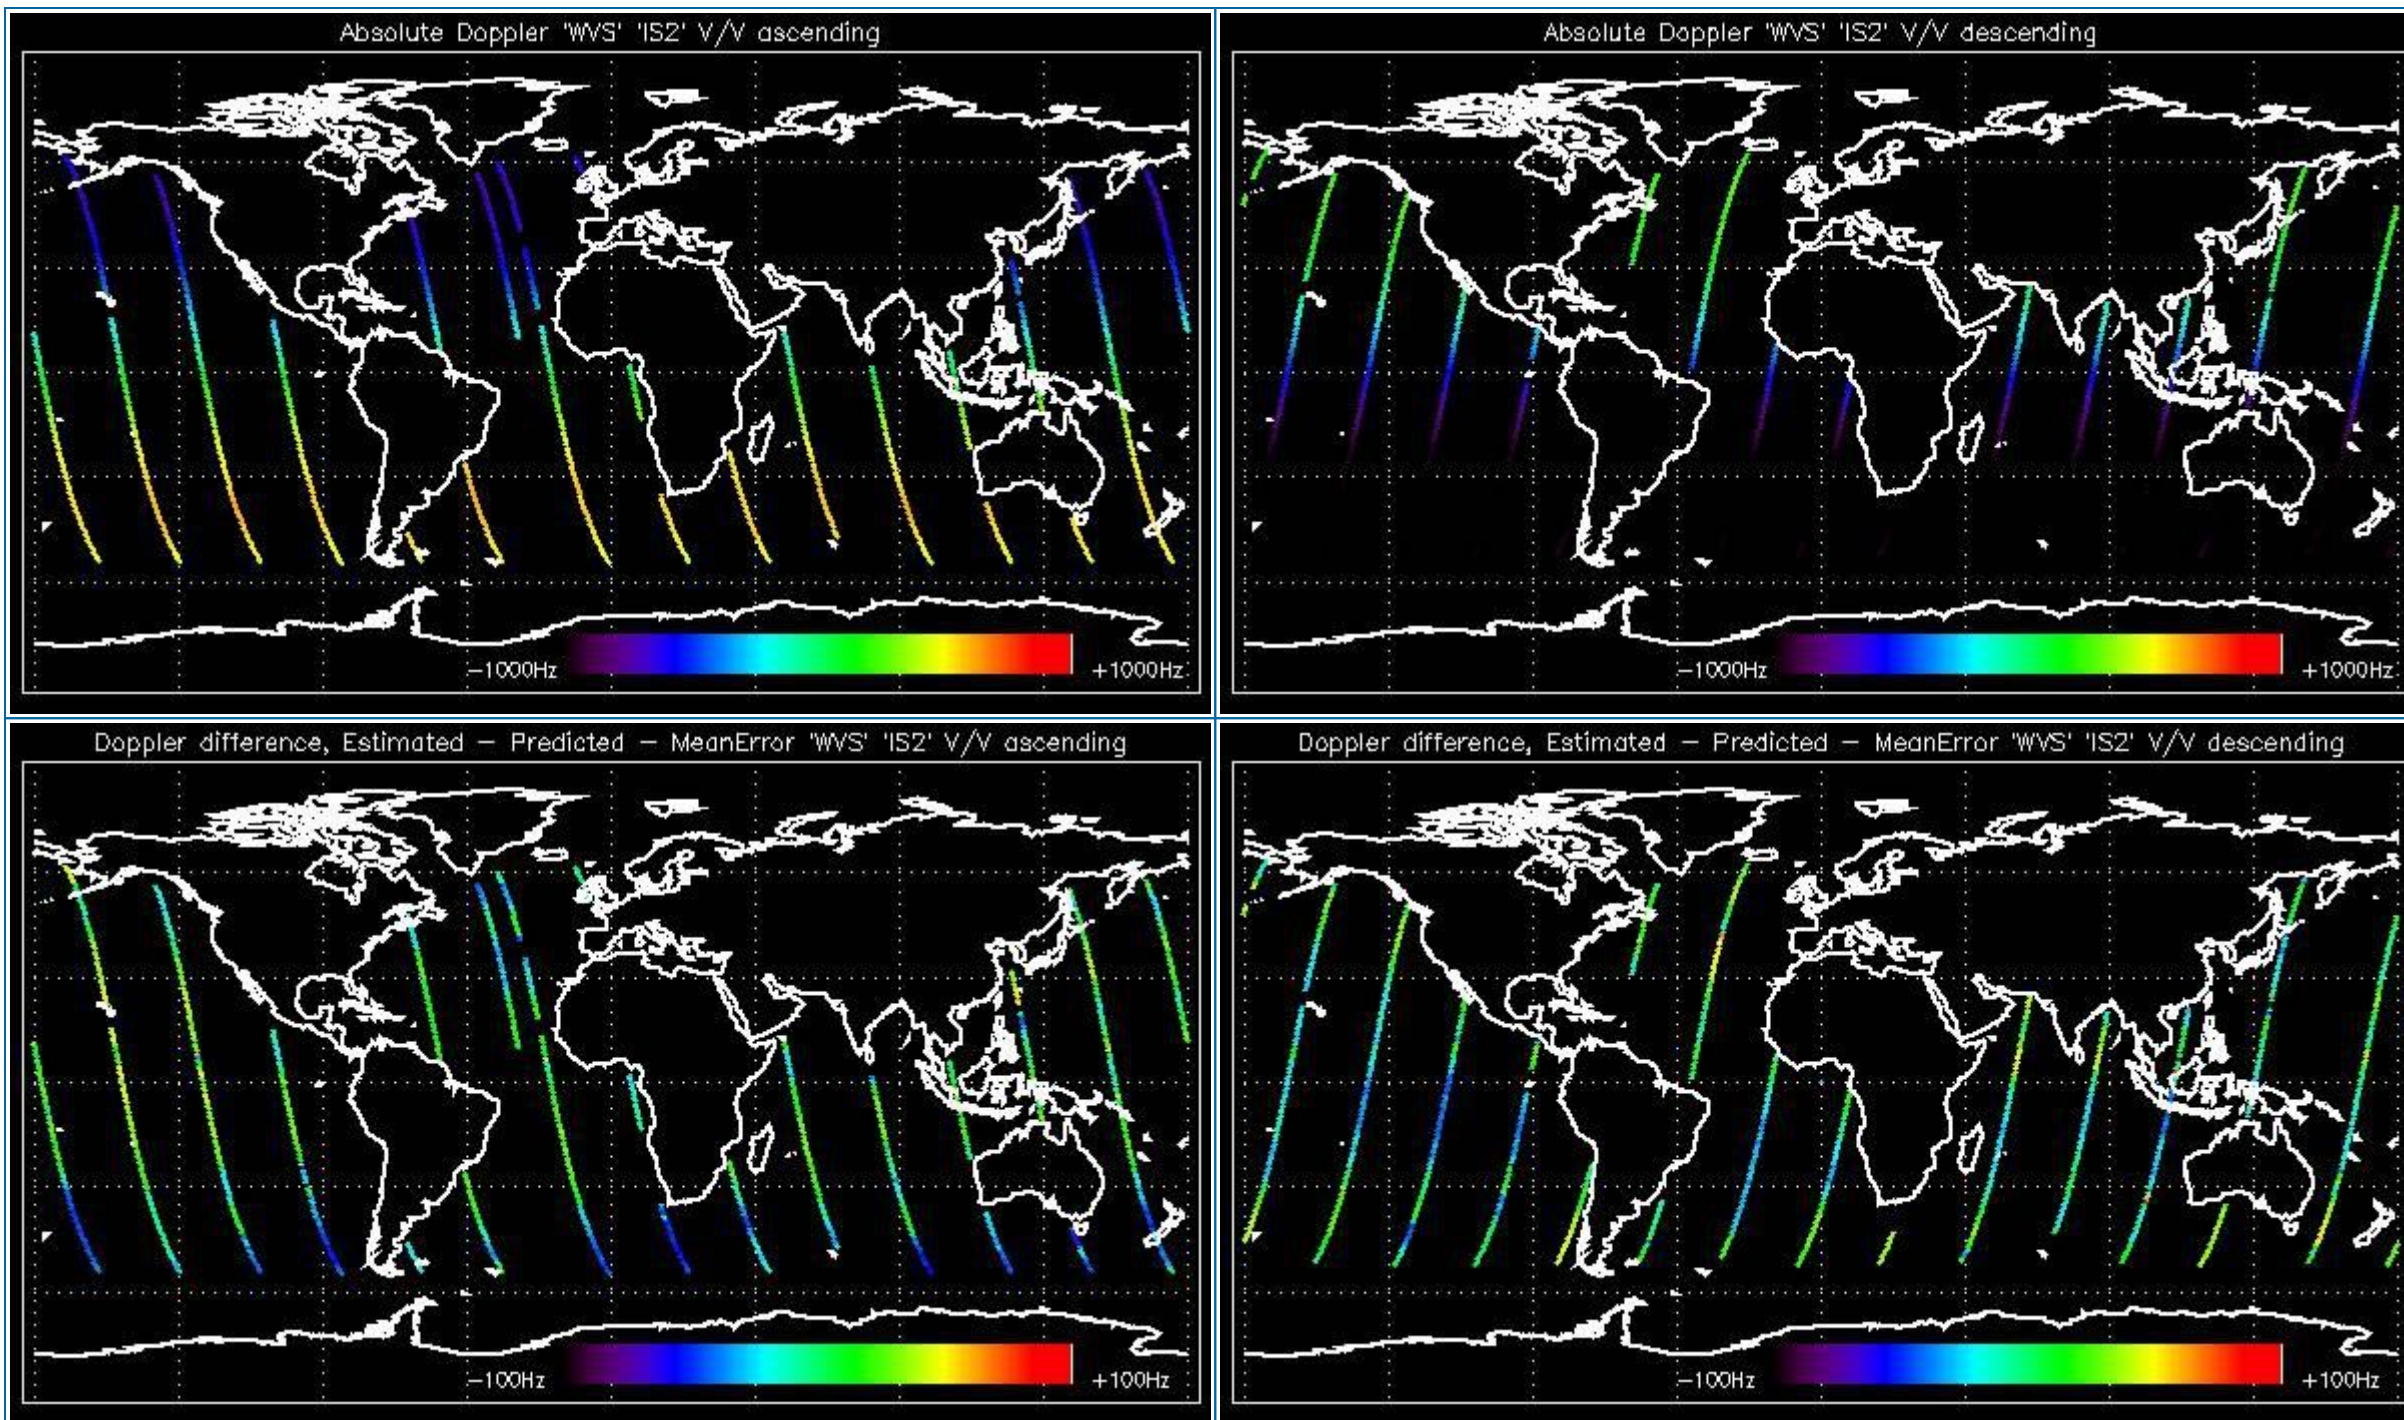 Absolute Doppler 'WVS' 'IS2' V/V ascending
-1000Hz
+1000Hz
Absolute Doppler 'WVS' 'IS2' V/V descending
-1000Hz
+1000Hz
Doppler difference, Estimated - Predicted - MeanError 'WVS' 'IS2' V/V ascending
-100Hz
+100Hz
Doppler difference, Estimated - Predicted - MeanError 'WVS' 'IS2' V/V descending
-100Hz
+100Hz